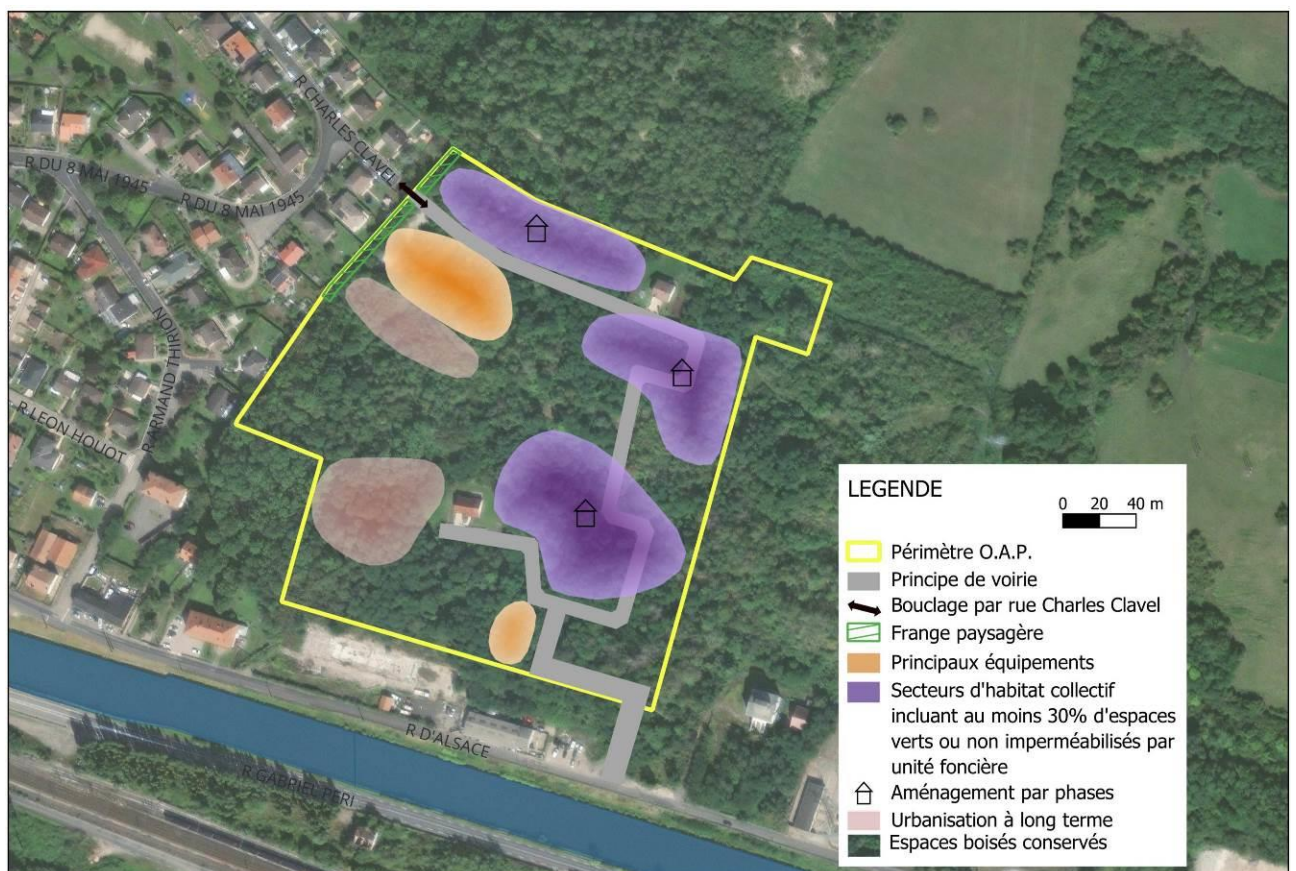 R CHARLES CLAVEL
R DU 8 MAI 1945
R DU 8 MAI 1945
R ARMAND THIRION
R LEON HOUOT
R D'ALSACE
R GABRIEL PERI
LEGENDE
0 20 40 m
Périmètre O.A.P.
Principe de voirie
Bouclage par rue Charles Clavel
Frange paysagère
Principaux équipements
Secteurs d'habitat collectif
incluant au moins 30% d'espaces
verts ou non imperméabilisés par
unité foncière
Aménagement par phases
Urbanisation à long terme
Espaces boisés conservés